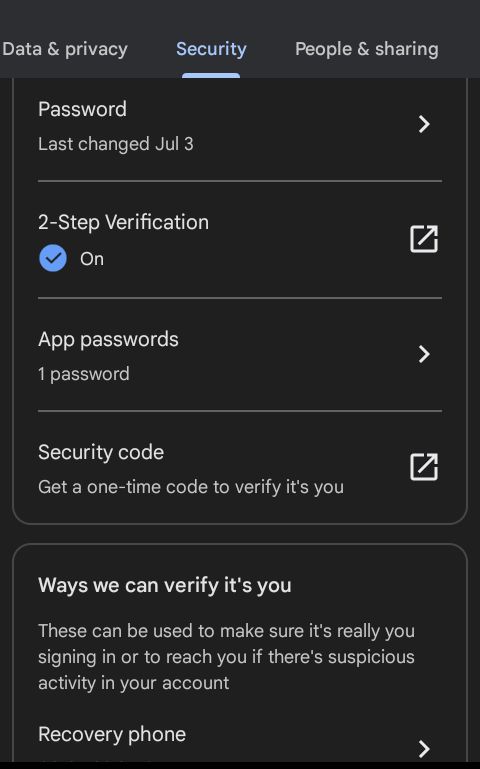 Data & privacy
Security
People & sharing
Password
Last changed Jul 3
2-Step Verification
On
App passwords
1 password
Security code
Get a one-time code to verify it's you
Ways we can verify it's you
These can be used to make sure it's really you
signing in or to reach you if there's suspicious
activity in your account
Recovery phone